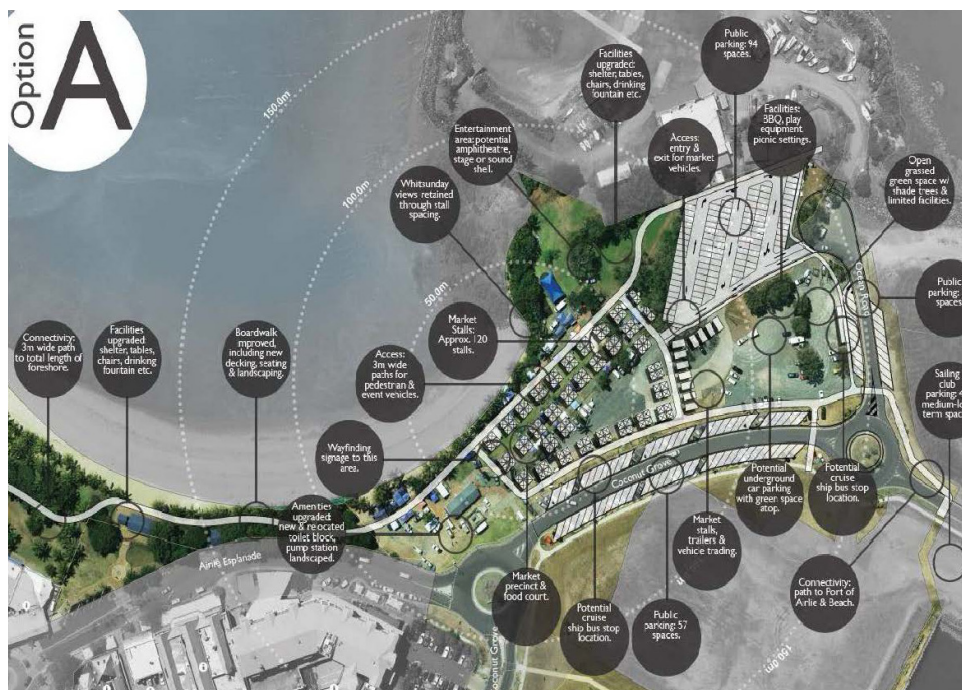 Option
A
150.0m
100.0m
50.0m
Public
parking: 94
spaces.
Facilities
upgraded:
shelter, tables,
chairs, drinking
fountain etc.
Entertainment
area: potential
amphitheatre,
stage or sound
shell.
Access:
entry &
exit for market
vehicles.
Facilities:
BBQ, play
equipment
picnic settings.
Open
grassed
green space w/
shade trees &
limited facilities.
Whitsunday
views retained
through stall
spacing.
Ocean Road
Public
parking:
spaces.
Market
Stalls:
Approx. 120
stalls.
Connectivity:
3m wide path
to total length of
foreshore.
Facilities
upgraded:
shelter, tables,
chairs, drinking
fountain etc.
Boardwalk
improved,
including new
decking, seating
& landscaping.
Access:
3m wide
paths for
pedestrian &
event vehicles.
Sailing
club
parking: 4
medium-lo
term spac
Wayfinding
signage to this
area.
Coconut Grove
Amenities
upgraded:
new & relocated
toilet block,
pump station
landscaped.
Airlie Esplanade
Potential
underground
car parking
with green space
atop.
Potential
cruise
ship bus stop
location.
Market
stalk,
trailers &
vehicle trading.
Market
precinct &
food court.
Potential
cruise
ship bus stop
location.
Public
parking: 57
spaces.
Connectivity:
path to Port of
Arlie & Beach.
150.0m
Coconut Grove